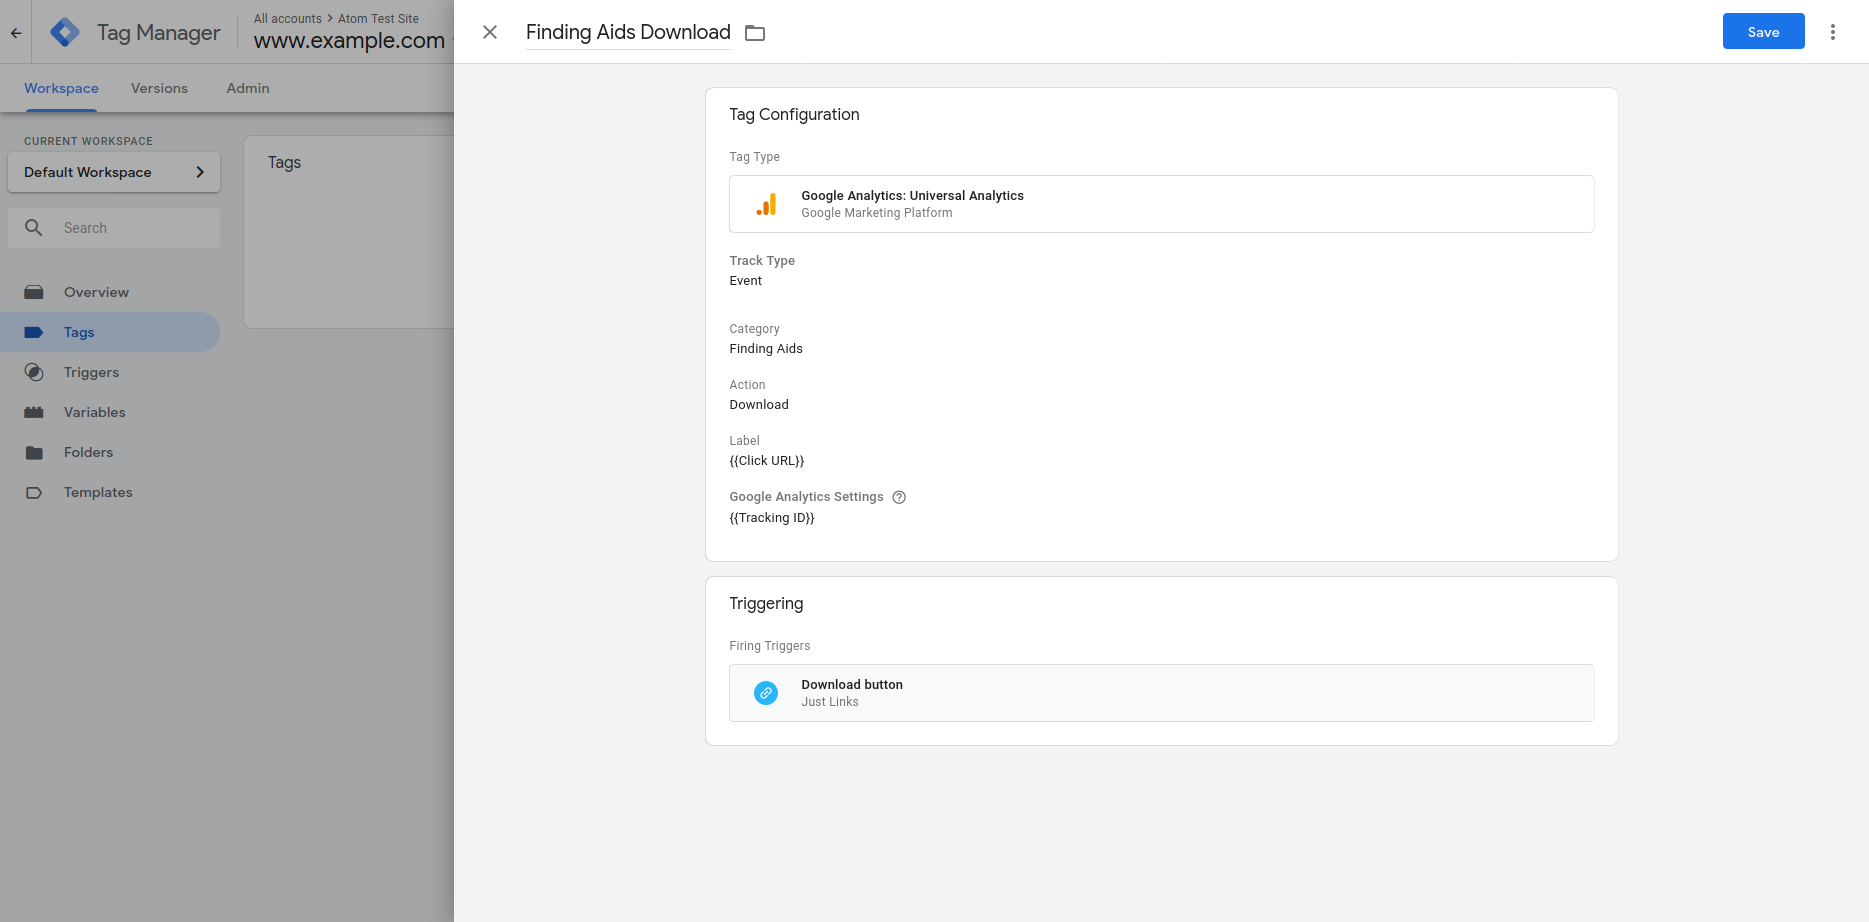 All accounts > Atom Test Site
Tag Manager
www.example.com
Finding Aids Download
Save
Workspace
Versions
Admin
CURRENT WORKSPACE
Default Workspace
Search
Overview
Tags
Triggers
Variables
Folders
Templates
Tags
Tag Configuration
Tag Type
Google Analytics: Universal Analytics
Google Marketing Platform
Track Type
Event
Category
Finding Aids
Action
Download
Label
{{Click URL}}
Google Analytics Settings ?
{{Tracking ID}}
Triggering
Firing Triggers
Download button
Just Links